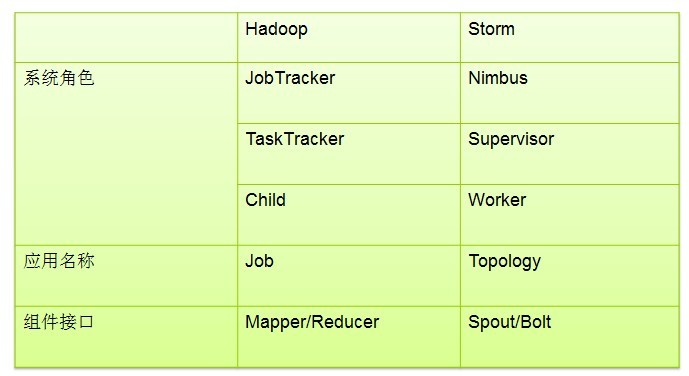 Hadoop Storm
系统角色 JobTracker Nimbus
TaskTracker Supervisor
Child Worker
应用名称 Job Topology
组件接口 Mapper/Reducer Spout/Bolt